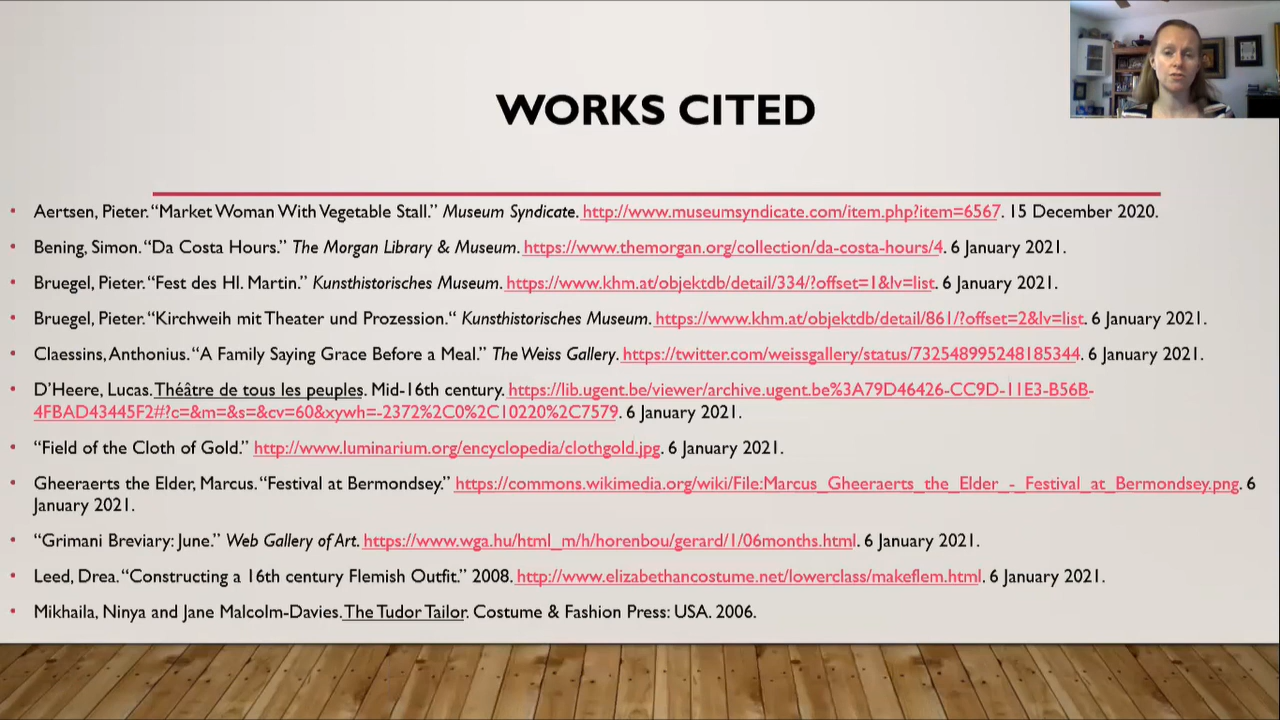 WORKS CITED
• Aertsen, Pieter. “Market Woman With Vegetable Stall.” Museum Syndicate. http://www.museumsyndicate.com/item.php?item=6567. 15 December 2020.
• Bening, Simon. “Da Costa Hours.” The Morgan Library & Museum. https://www.themorgan.org/collection/da-costa-hours/4. 6 January 2021.
• Bruegel, Pieter. “Fest des Hl. Martin.” Kunsthistorisches Museum. https://www.khm.at/objektdb/detail/334/?offset=1&lv=list. 6 January 2021.
• Bruegel, Pieter. “Kirchweih mit Theater und Prozession.“ Kunsthistorisches Museum. https://www.khm.at/objektdb/detail/861/?offset=2&lv=list. 6 January 2021.
• Claessins, Anthonius. “A Family Saying Grace Before a Meal.” The Weiss Gallery. https://twitter.com/weissgallery/status/732548995248185344. 6 January 2021.
• D’Heere, Lucas. Théâtre de tous les peuples. Mid-16th century. https://lib.ugent.be/viewer/archive.ugent.be%3A79D46426-CC9D-11E3-B56B-
4FBAD43445F2#?c=&m=&s=&cv=60&xywh=-2372%2C0%2C10220%2C7579. 6 January 2021.
• “Field of the Cloth of Gold.” http://www.luminarium.org/encyclopedia/clothgold.jpg. 6 January 2021.
• Gheeraerts the Elder, Marcus. “Festival at Bermondsey.” https://commons.wikimedia.org/wiki/File:Marcus_Gheeraerts_the_Elder_-_Festival_at_Bermondsey.png. 6
January 2021.
• “Grimani Breviary: June.” Web Gallery of Art. https://www.wga.hu/html_m/h/horenbou/gerard/1/06months.html. 6 January 2021.
• Leed, Drea. “Constructing a 16th century Flemish Outfit.” 2008. http://www.elizabethancostume.net/lowerclass/makeflem.html. 6 January 2021.
• Mikhaila, Ninya and Jane Malcolm-Davies. The Tudor Tailor. Costume & Fashion Press: USA. 2006.